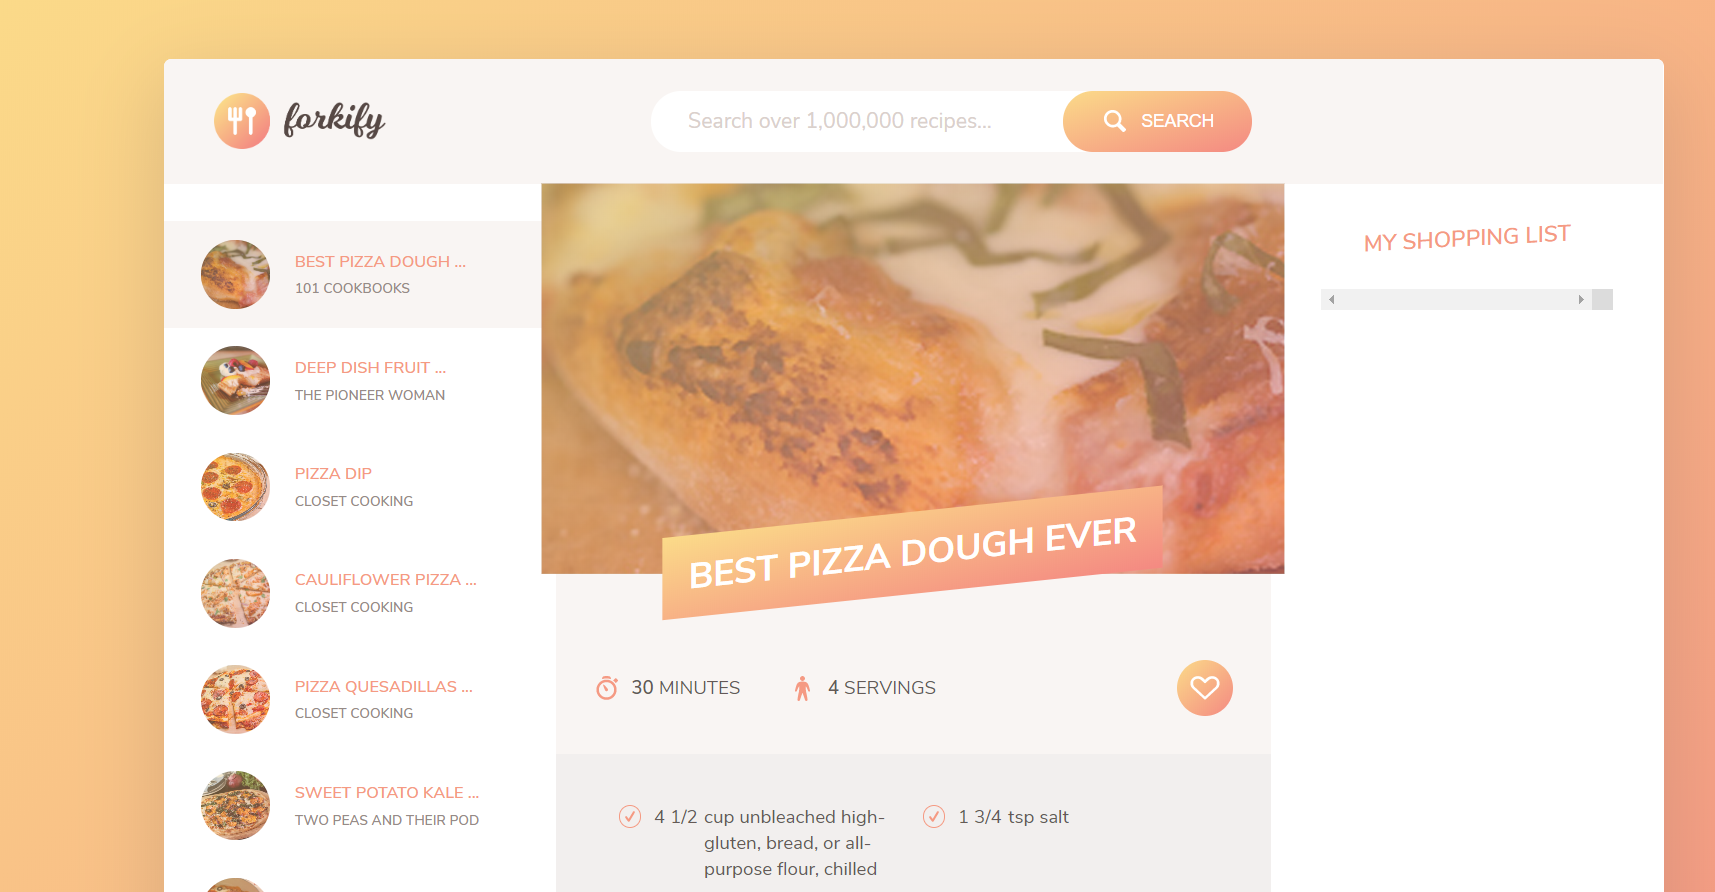 forkify
Search over 1,000,000 recipes...
SEARCH
BEST PIZZA DOUGH ...
101 COOKBOOKS
DEEP DISH FRUIT ...
THE PIONEER WOMAN
PIZZA DIP
CLOSET COOKING
CAULIFLOWER PIZZA ...
CLOSET COOKING
PIZZA QUESADILLAS ...
CLOSET COOKING
SWEET POTATO KALE ...
TWO PEAS AND THEIR POD
BEST PIZZA DOUGH EVER
30 MINUTES
4 SERVINGS
4 1/2 cup unbleached high-
gluten, bread, or all-
purpose flour, chilled
1 3/4 tsp salt
MY SHOPPING LIST